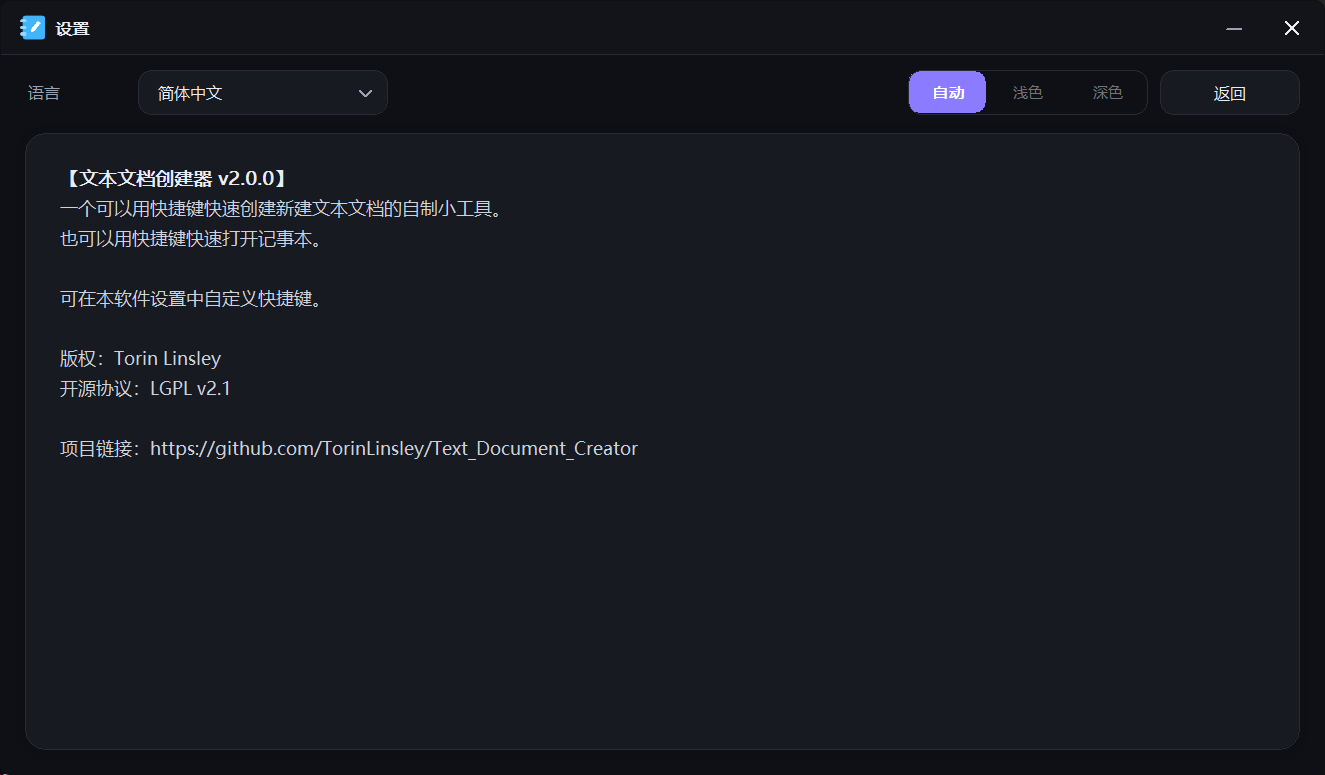 设置
语言
简体中文
自动
浅色
深色
返回
【文本文档创建器 v2.0.0】
一个可以用快捷键快速创建新建文本文档的自制小工具。
也可以用快捷键快速打开记事本。
可在本软件设置中自定义快捷键。
版权：Torin Linsley
开源协议：LGPL v2.1
项目链接：https://github.com/TorinLinsley/Text_Document_Creator